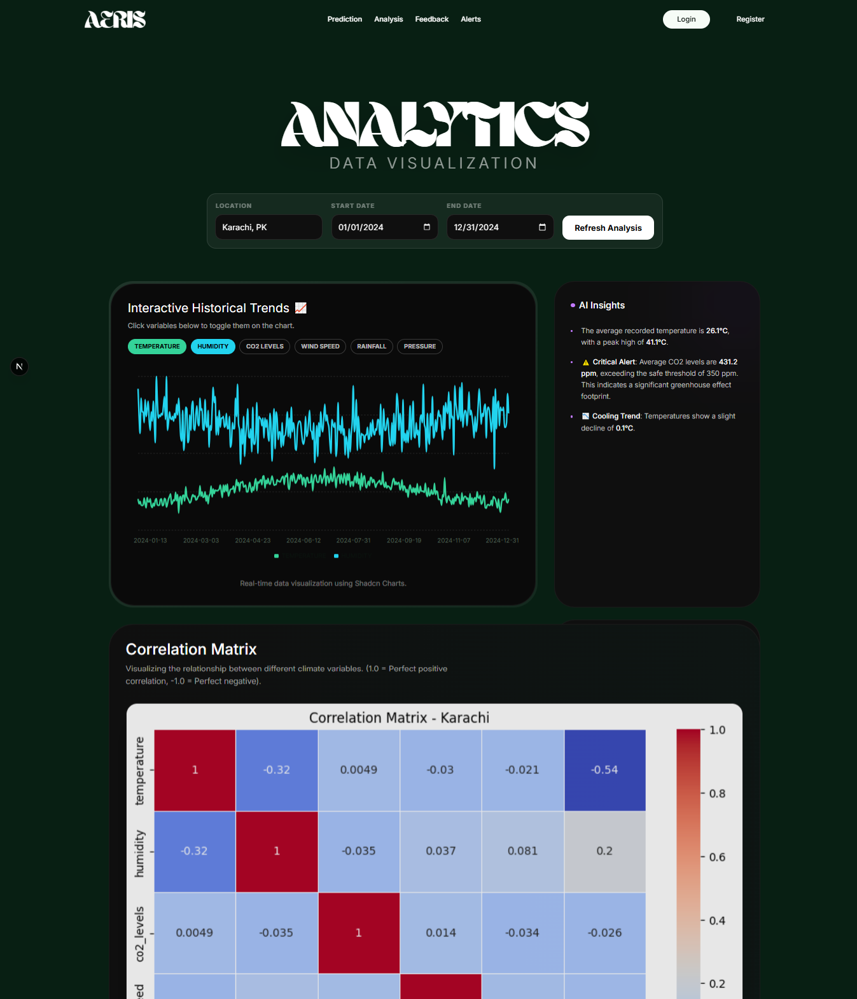 AERIS
Prediction Analysis Feedback Alerts
Login Register
ANALYTICS
DATA VISUALIZATION
LOCATION START DATE END DATE
Karachi, PK 01/01/2024 12/31/2024 Refresh Analysis
Interactive Historical Trends 📈
Click variables below to toggle them on the chart.
TEMPERATURE HUMIDITY CO2 LEVELS WIND SPEED RAINFALL PRESSURE
2024-01-13 2024-03-03 2024-04-23 2024-06-12 2024-07-31 2024-09-19 2024-11-07 2024-12-31
Real-time data visualization using Shadcn Charts.
N
AI Insights
The average recorded temperature is 26.1°C,
with a peak high of 41.1°C.
⚠️ Critical Alert: Average CO2 levels are 431.2
ppm, exceeding the safe threshold of 350 ppm.
This indicates a significant greenhouse effect
footprint.
📉 Cooling Trend: Temperatures show a slight
decline of 0.1°C.
Correlation Matrix
Visualizing the relationship between different climate variables. (1.0 = Perfect positive
correlation, -1.0 = Perfect negative).
Correlation Matrix - Karachi
temperature 1 -0.32 0.0049 -0.03 -0.021 -0.54
humidity -0.32 1 -0.035 0.037 0.081 0.2
co2_levels 0.0049 -0.035 1 0.014 -0.034 -0.026
eed
1.0
0.8
0.6
0.4
0.2